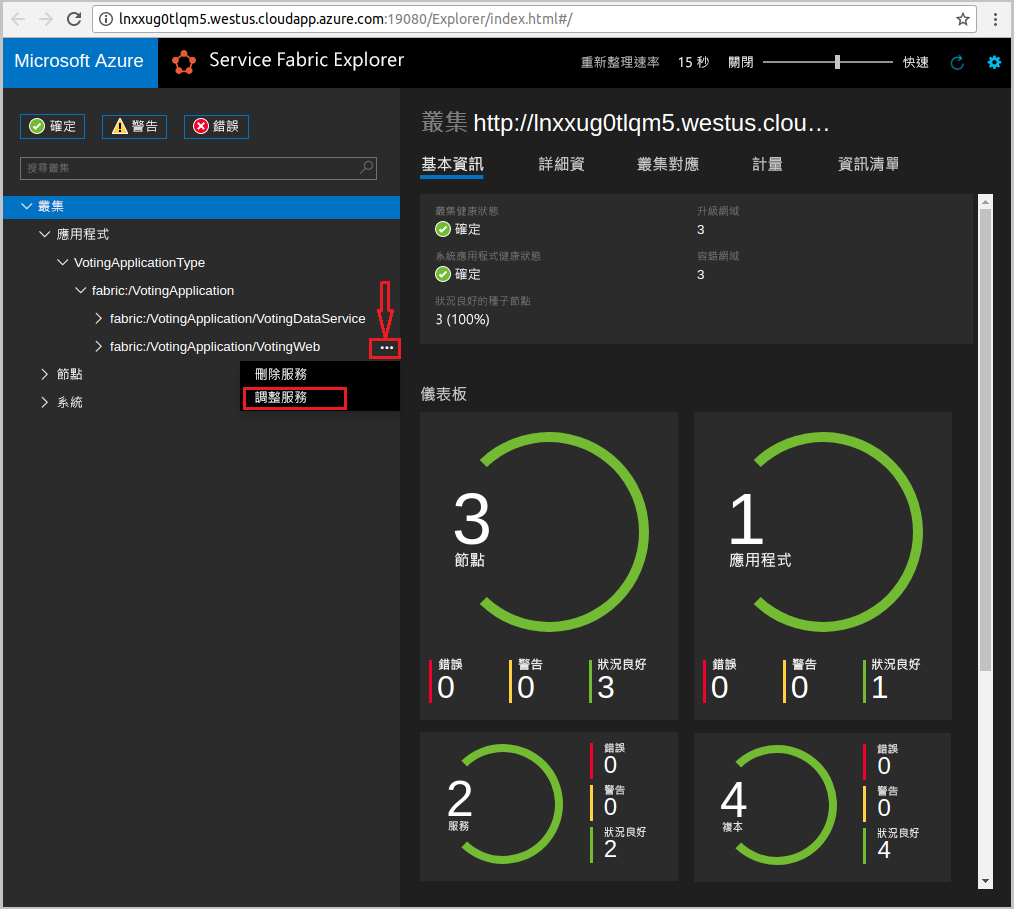 lnxxug0tlqm5.westus.cloudapp.azure.com:19080/Explorer/index.html#/
Microsoft Azure
Service Fabric Explorer
重新整理速率 15 秒 關閉 快速
確定 警告 錯誤
搜尋叢集
叢集
應用程式
VotingApplicationType
fabric:/VotingApplication
fabric:/VotingApplication/VotingDataService
fabric:/VotingApplication/VotingWeb
刪除服務
調整服務
節點
系統
叢集 http://lnxxug0tlqm5.westus.clou…
基本資訊 詳細資 叢集對應 計量 資訊清單
叢集健康狀態 升級網域
確定 3
系統應用程式健康狀態 容錯網域
確定 3
狀況良好的種子節點
3 (100%)
儀表板
3
節點
錯誤 警告 狀況良好
0 0 3
1
應用程式
錯誤 警告 狀況良好
0 0 1
2
服務
錯誤
0
警告
0
狀況良好
2
4
複本
錯誤
0
警告
0
狀況良好
4